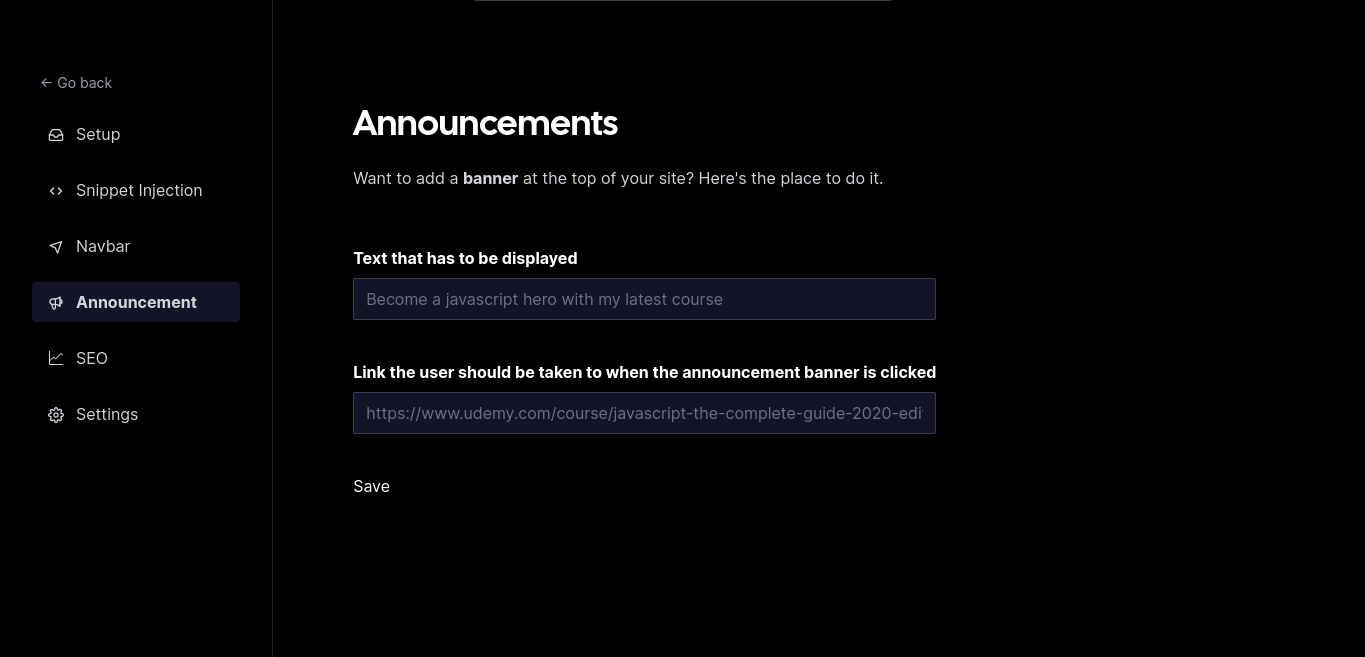 ← Go back
Setup
Snippet Injection
Navbar
Announcement
SEO
Settings
Announcements
Want to add a banner at the top of your site? Here's the place to do it.
Text that has to be displayed
Become a javascript hero with my latest course
Link the user should be taken to when the announcement banner is clicked
https://www.udemy.com/course/javascript-the-complete-guide-2020-edi
Save